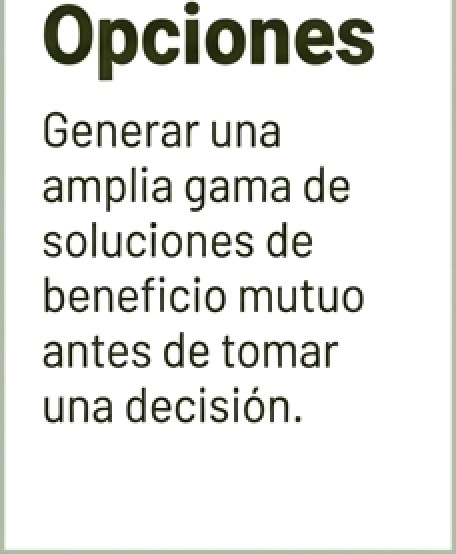 Opciones
Generar una
amplia gama de
soluciones de
beneficio mutuo
antes de tomar
una decisión.